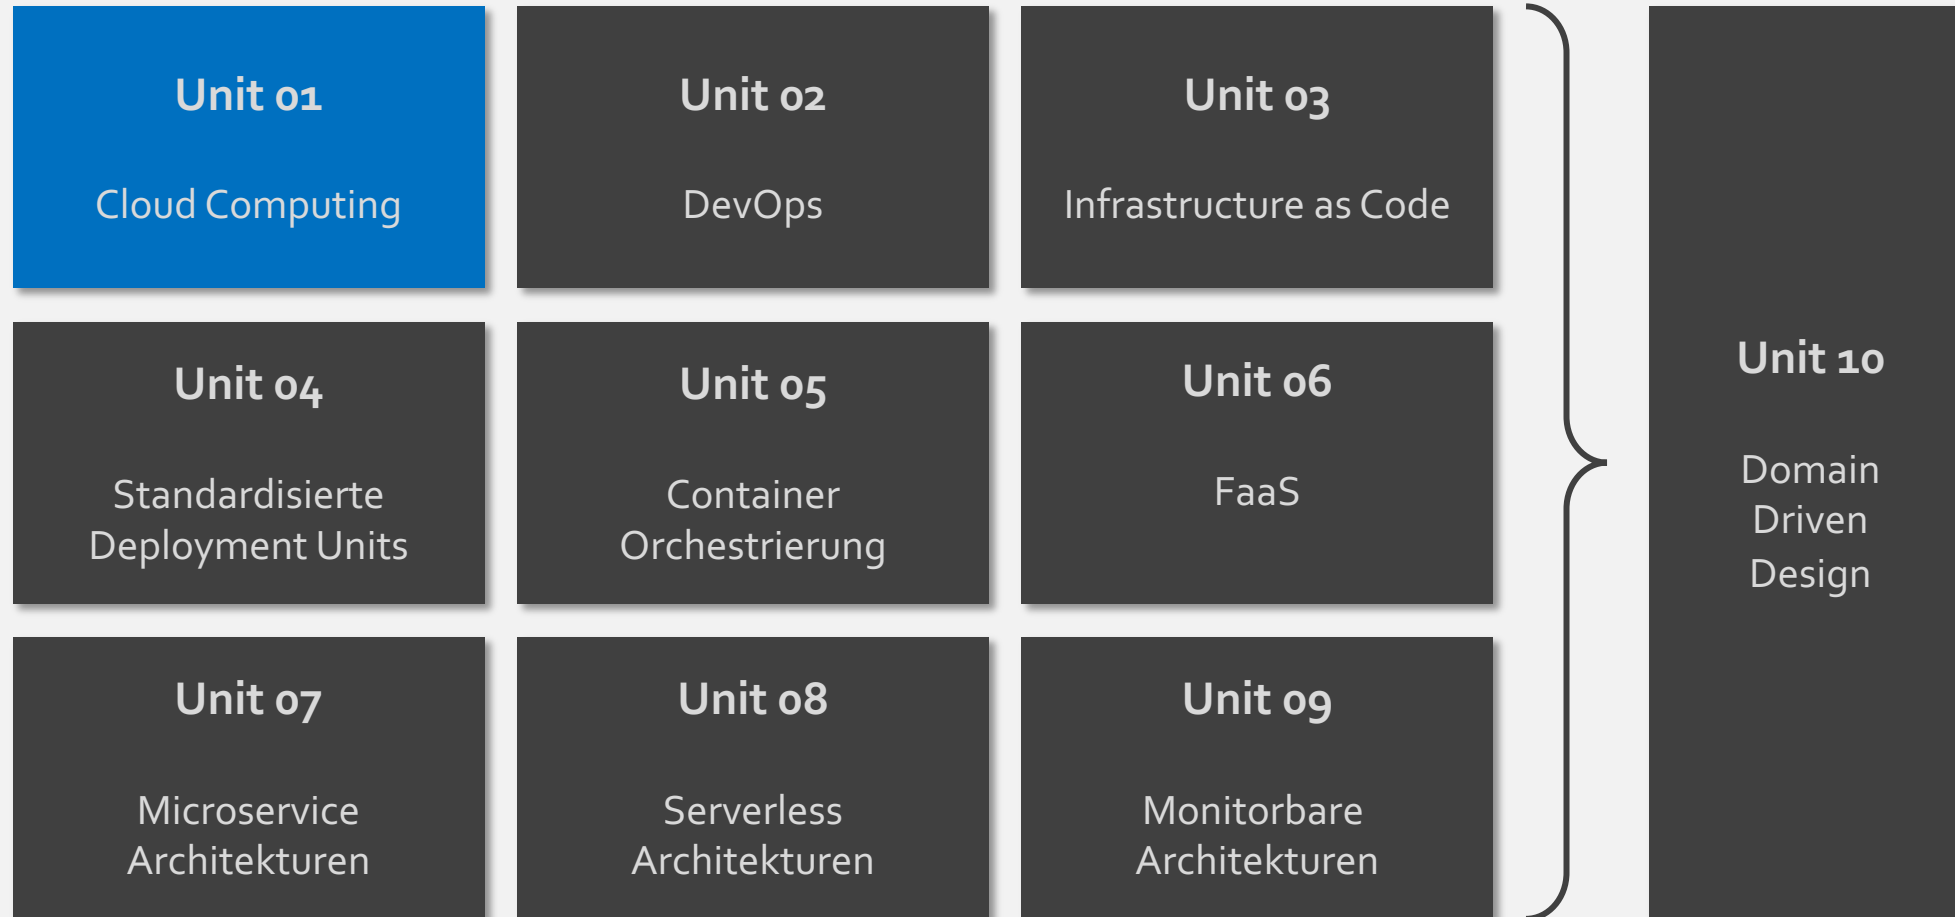 Unit 01
Cloud Computing
Unit 02
DevOps
Unit 03
Infrastructure as Code
Unit 04
Standardisierte
Deployment Units
Unit 05
Container
Orchestrierung
Unit 06
FaaS
Unit 07
Microservice
Architekturen
Unit 08
Serverless
Architekturen
Unit 09
Monitorbare
Architekturen
Unit 10
Domain
Driven
Design